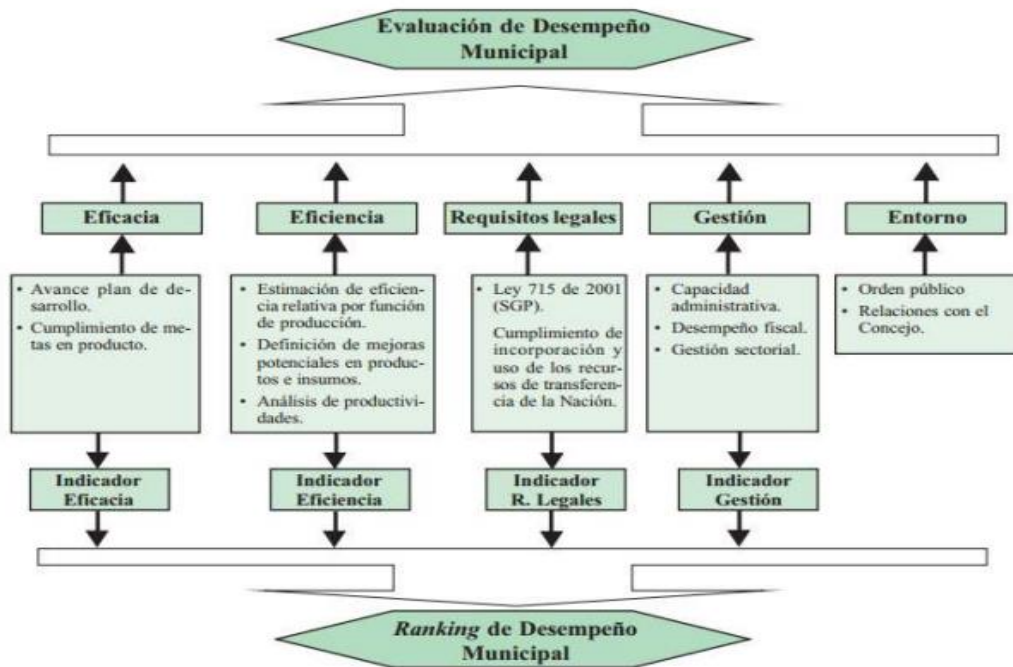 Evaluación de Desempeño
Municipal
Eficacia
Eficiencia
Requisitos legales
Gestión
Entorno
• Avance plan de de-
sarrollo.
• Cumplimiento de me-
tas en producto.
• Estimación de eficien-
cia relativa por función
de producción.
• Definición de mejoras
potenciales en produc-
tos e insumos.
• Análisis de productivi-
dades.
• Ley 715 de 2001
(SGP).
Cumplimiento de
incorporación y
uso de los recur-
sos de transferen-
cia de la Nación.
• Capacidad
administrativa.
• Desempeño fiscal.
• Gestión sectorial.
• Orden público
• Relaciones con el
Concejo.
Indicador
Eficacia
Indicador
Eficiencia
Indicador
R. Legales
Indicador
Gestión
Ranking de Desempeño
Municipal